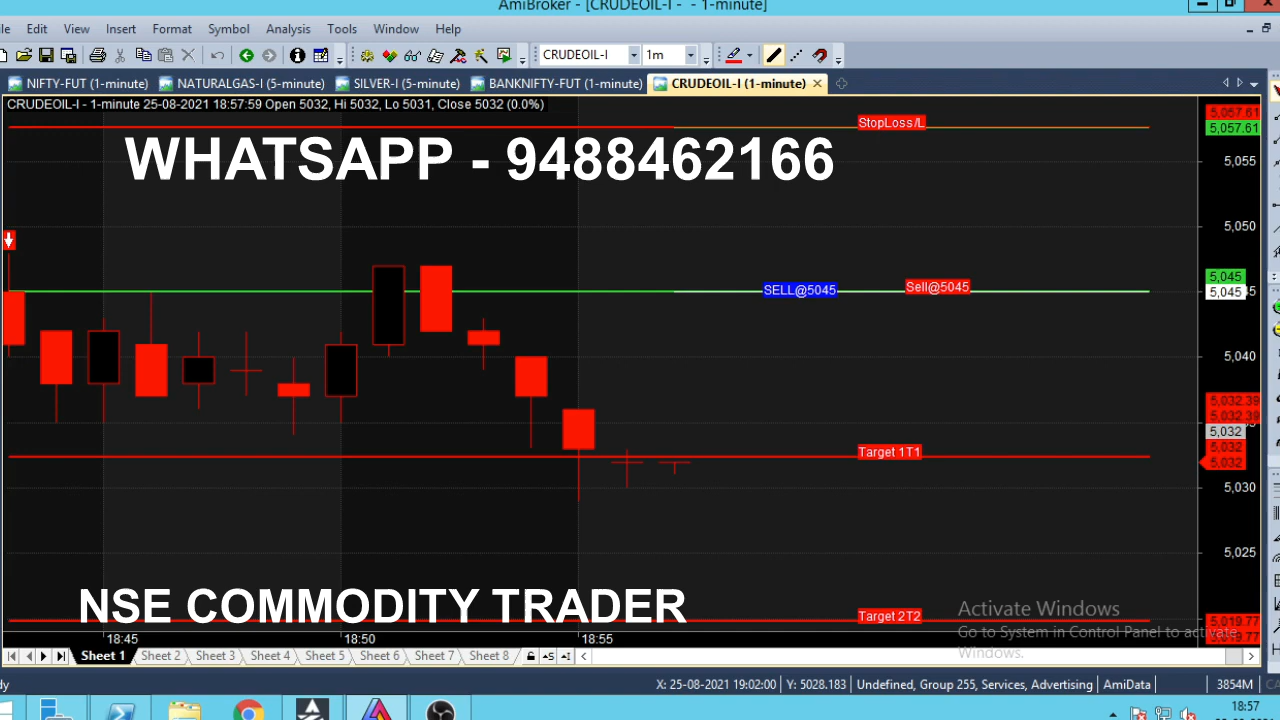 AmiBroker - [CRUDEOIL-I - - 1-minute]
Edit View Insert Format Symbol Analysis Tools Window Help
CRUDEOIL-I 1m
NIFTY-FUT (1-minute) NATURALGAS-I (5-minute) SILVER-I (5-minute) BANKNIFTY-FUT (1-minute) CRUDEOIL-I (1-minute)
CRUDEOIL-I - 1-minute 25-08-2021 18:57:59 Open 5032, Hi 5032, Lo 5031, Close 5032 (0.0%)
5,057.61
StopLoss/L
5,057.61
WHATSAPP - 9488462166
5,055
5,050
5,045
SELL@5045 Sell@5045
5,045
5,040
5,032.39
5,032.39
5,032
5,032
Target 1T1
5,032
5,030
5,025
NSE COMMODITY TRADER
Activate Windows
Target 2T2
5,019.77
Go to System in Control Panel to activate
Windows.
5,019.77
18:45 18:50 18:55
Sheet 1 Sheet 2 Sheet 3 Sheet 4 Sheet 5 Sheet 6 Sheet 7 Sheet 8
X: 25-08-2021 19:02:00 Y: 5028.183 Undefined, Group 255, Services, Advertising AmiData 3854M
18:57